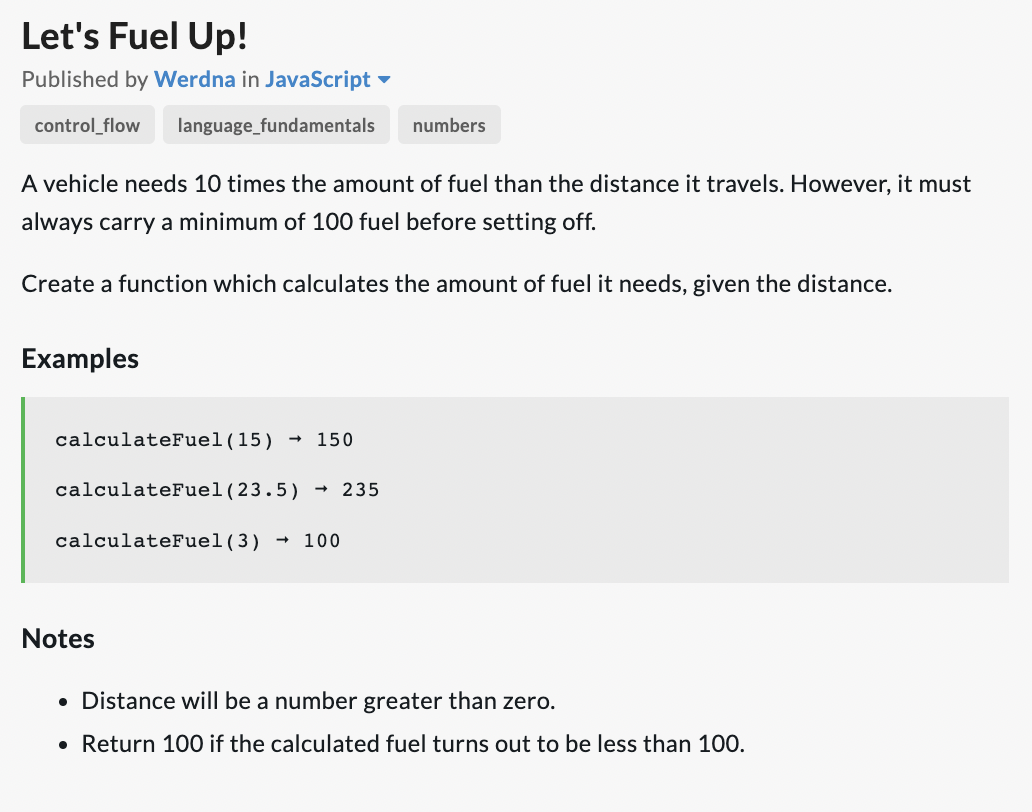 Let's Fuel Up!
Published by Werdna in JavaScript
control_flow language_fundamentals numbers
A vehicle needs 10 times the amount of fuel than the distance it travels. However, it must
always carry a minimum of 100 fuel before setting off.
Create a function which calculates the amount of fuel it needs, given the distance.
Examples
calculateFuel(15) → 150
calculateFuel(23.5) → 235
calculateFuel(3) → 100
Notes
• Distance will be a number greater than zero.
• Return 100 if the calculated fuel turns out to be less than 100.